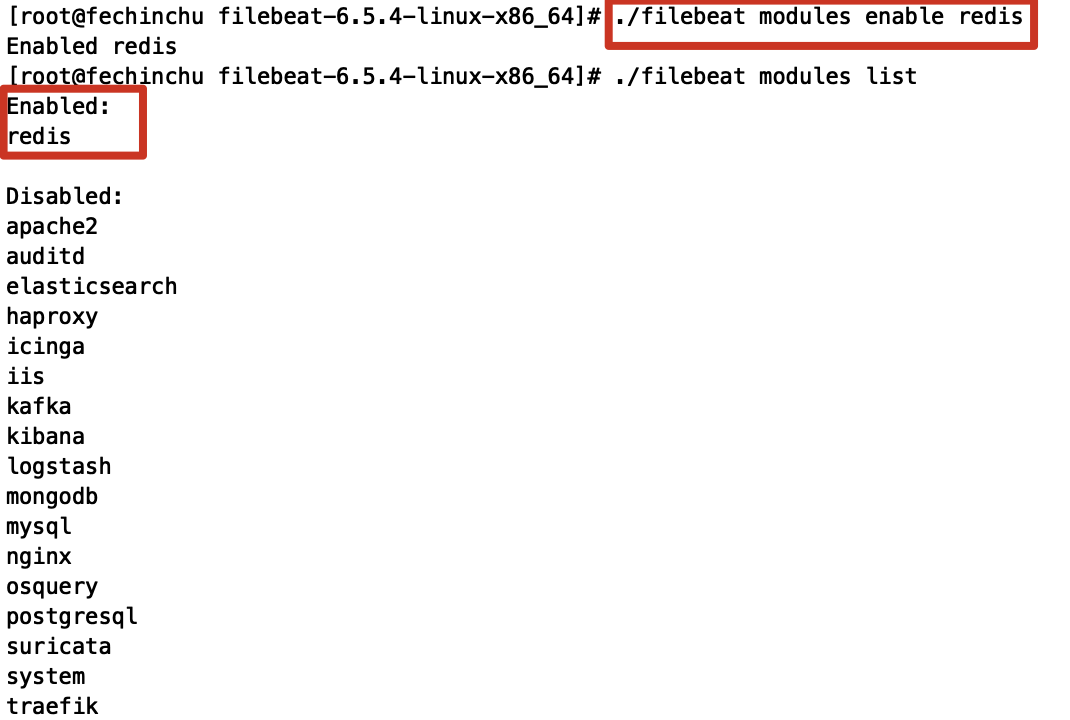 [root@fechinchu filebeat-6.5.4-linux-x86_64]# ./filebeat modules enable redis
Enabled redis
[root@fechinchu filebeat-6.5.4-linux-x86_64]# ./filebeat modules list
Enabled:
redis
Disabled:
apache2
auditd
elasticsearch
haproxy
icinga
iis
kafka
kibana
logstash
mongodb
mysql
nginx
osquery
postgresql
suricata
system
traefik